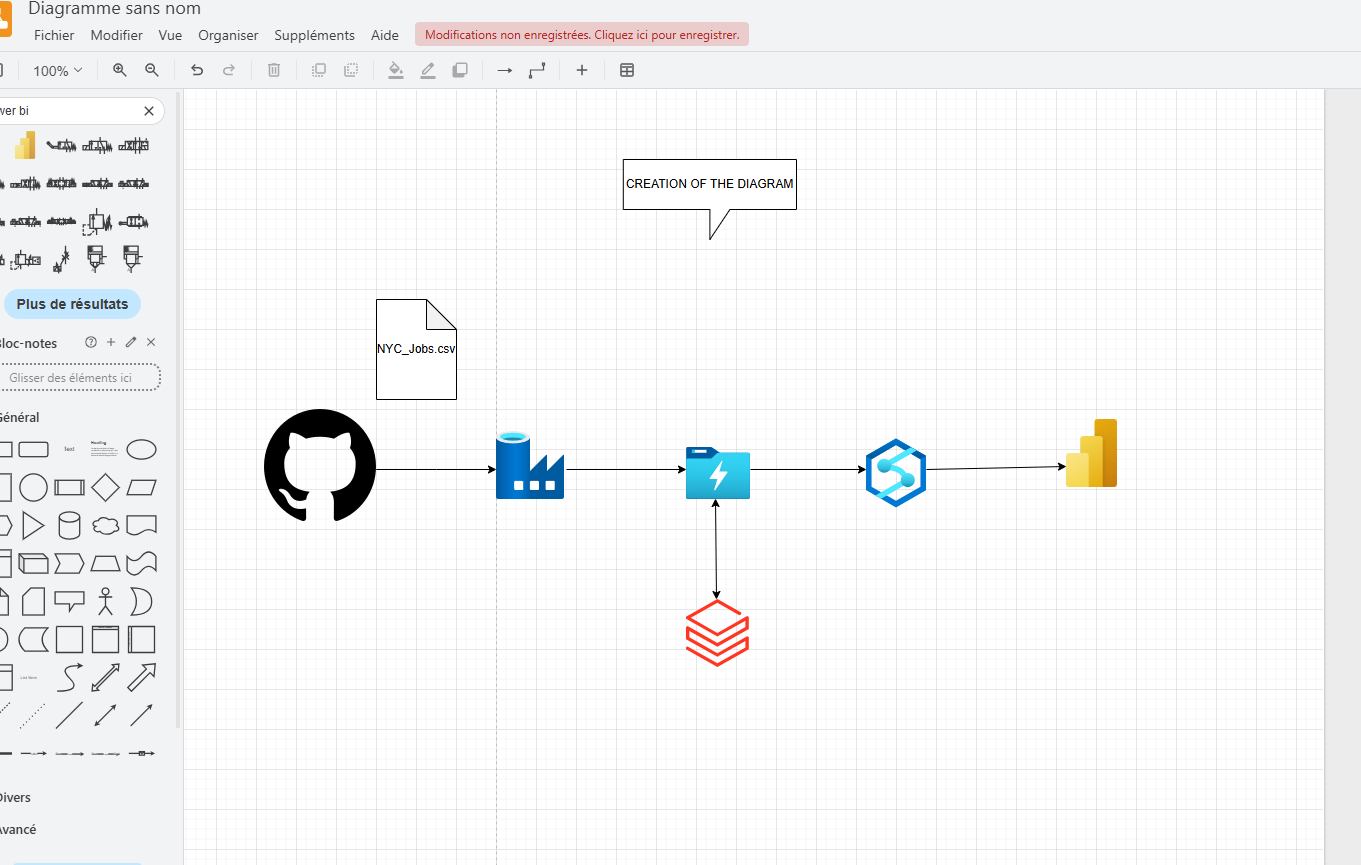 Diagramme sans nom
Fichier Modifier Vue Organiser Suppléments Aide Modifications non enregistrées. Cliquez ici pour enregistrer.
100%
wer bi
CREATION OF THE DIAGRAM
Plus de résultats
NYC_Jobs.csv
Bloc-notes
Glisser des éléments ici
Général
Text
Heading
List Item
Divers
Avancé